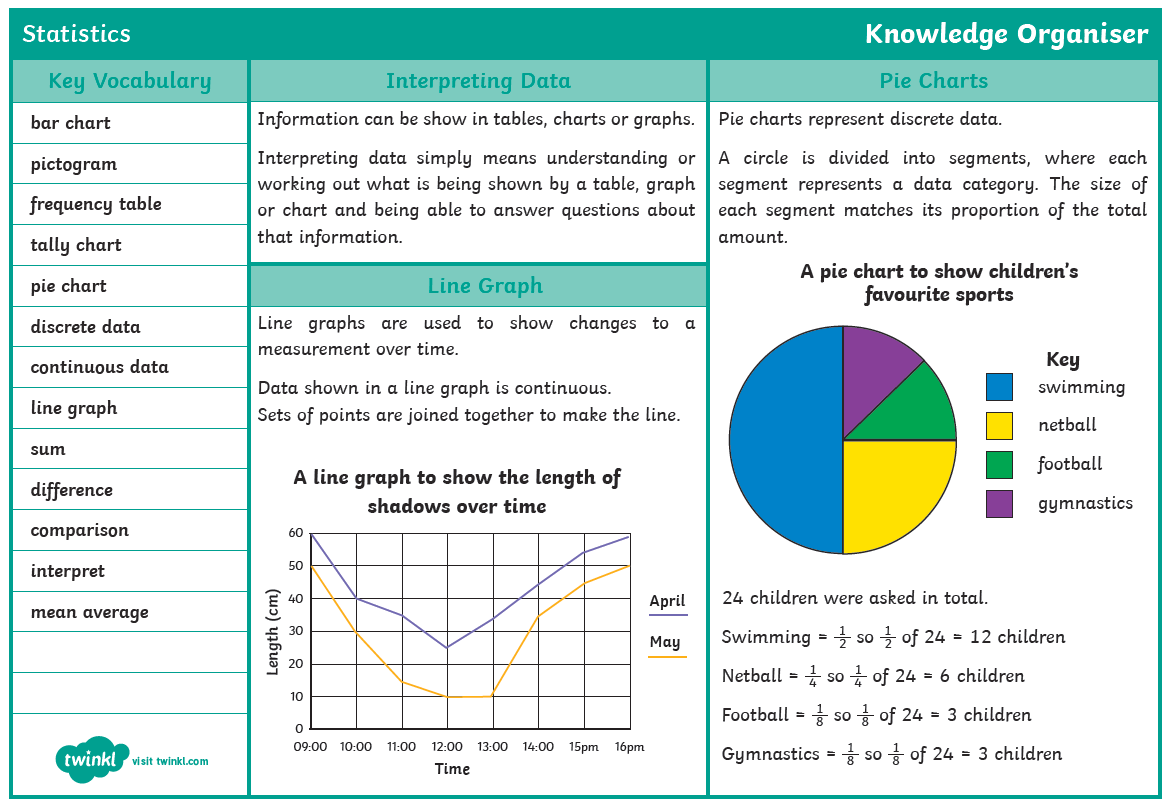 Statistics
Knowledge Organiser
Key Vocabulary
bar chart
pictogram
frequency table
tally chart
pie chart
discrete data
continuous data
line graph
sum
difference
comparison
interpret
mean average
twinkl
visit twinkl.com
Interpreting Data
Information can be show in tables, charts or graphs.
Interpreting data simply means understanding or
working out what is being shown by a table, graph
or chart and being able to answer questions about
that information.
Line Graph
Line graphs are used to show changes to a
measurement over time.
Data shown in a line graph is continuous.
Sets of points are joined together to make the line.
A line graph to show the length of
shadows over time
Length (cm)
60
50
40
30
20
10
0
09:00 10:00 11:00 12:00 13:00 14:00 15pm 16pm
Time
April
May
Pie Charts
Pie charts represent discrete data.
A circle is divided into segments, where each
segment represents a data category. The size of
each segment matches its proportion of the total
amount.
A pie chart to show children's
favourite sports
Key
swimming
netball
football
gymnastics
24 children were asked in total.
Swimming = 1/2 so 1/2 of 24 = 12 children
Netball = 1/4 so 1/4 of 24 = 6 children
Football = 1/8 so 1/8 of 24 = 3 children
Gymnastics = 1/8 so 1/8 of 24 = 3 children